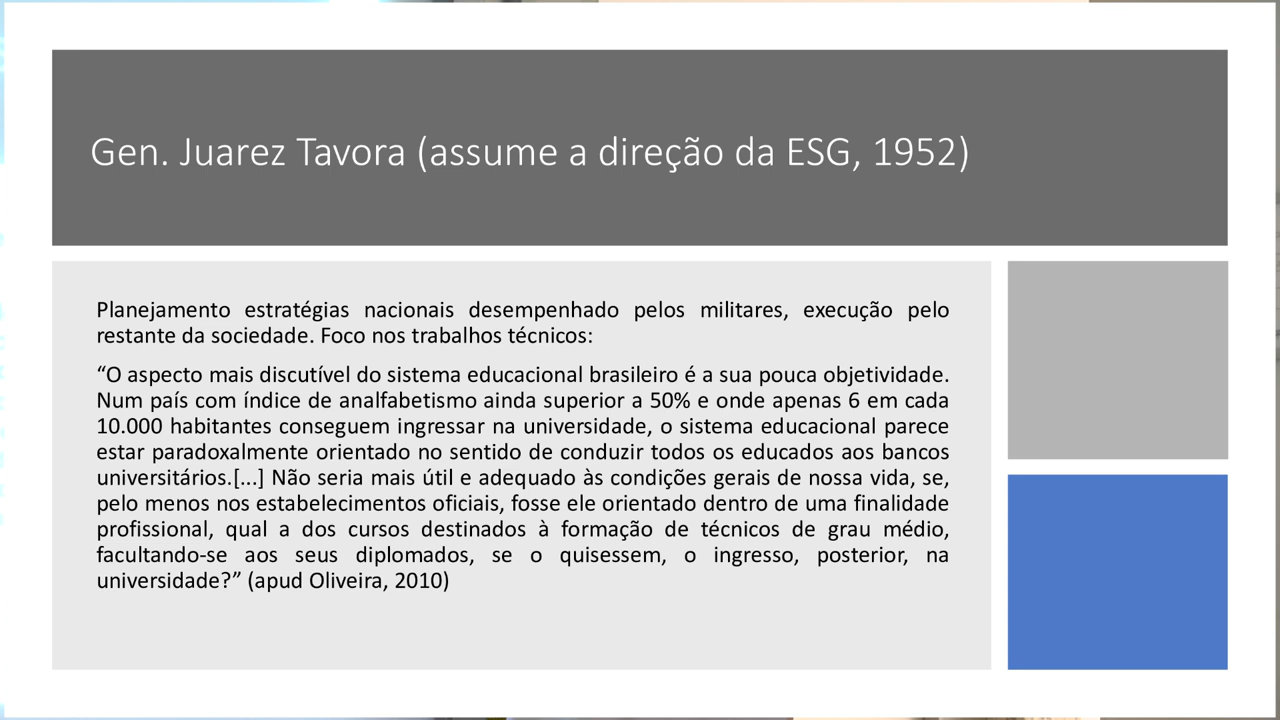 Gen. Juarez Tavora (assume a direção da ESG, 1952)
Planejamento estratégias nacionais desempenhado pelos militares, execução pelo
restante da sociedade. Foco nos trabalhos técnicos:
“O aspecto mais discutível do sistema educacional brasileiro é a sua pouca objetividade.
Num país com índice de analfabetismo ainda superior a 50% e onde apenas 6 em cada
10.000 habitantes conseguem ingressar na universidade, o sistema educacional parece
estar paradoxalmente orientado no sentido de conduzir todos os educados aos bancos
universitários.[...] Não seria mais útil e adequado às condições gerais de nossa vida, se,
pelo menos nos estabelecimentos oficiais, fosse ele orientado dentro de uma finalidade
profissional, qual a dos cursos destinados à formação de técnicos de grau médio,
facultando-se aos seus diplomados, se o quisessem, o ingresso, posterior, na
universidade?” (apud Oliveira, 2010)